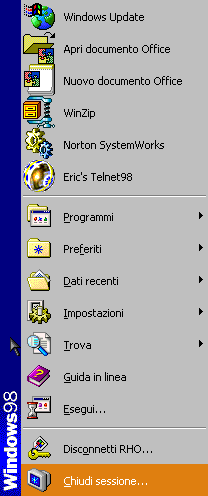 Windows Update
Apri documento Office
Nuovo documento Office
WinZip
Norton SystemWorks
Eric's Telnet98
Programmi
Preferiti
Dati recenti
Impostazioni
Trova
Guida in linea
Esegui...
Disconnetti RHO...
Chiudi sessione...
Windows98